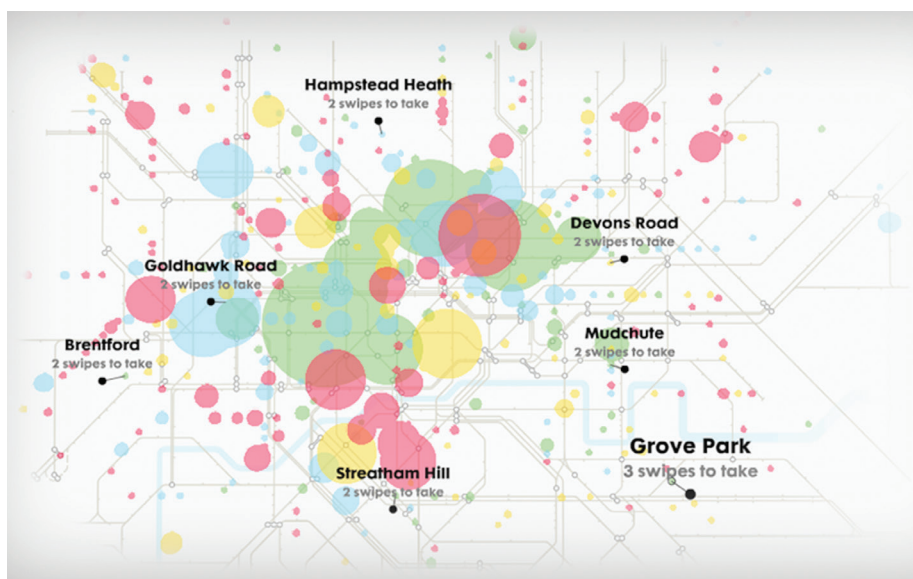 Hampstead Heath
2 swipes to take
Devons Road
2 swipes to take
Goldhawk Road
2 swipes to take
Mudchute
2 swipes to take
Brentford
2 swipes to take
Grove Park
3 swipes to take
Streatham Hill
2 swipes to take